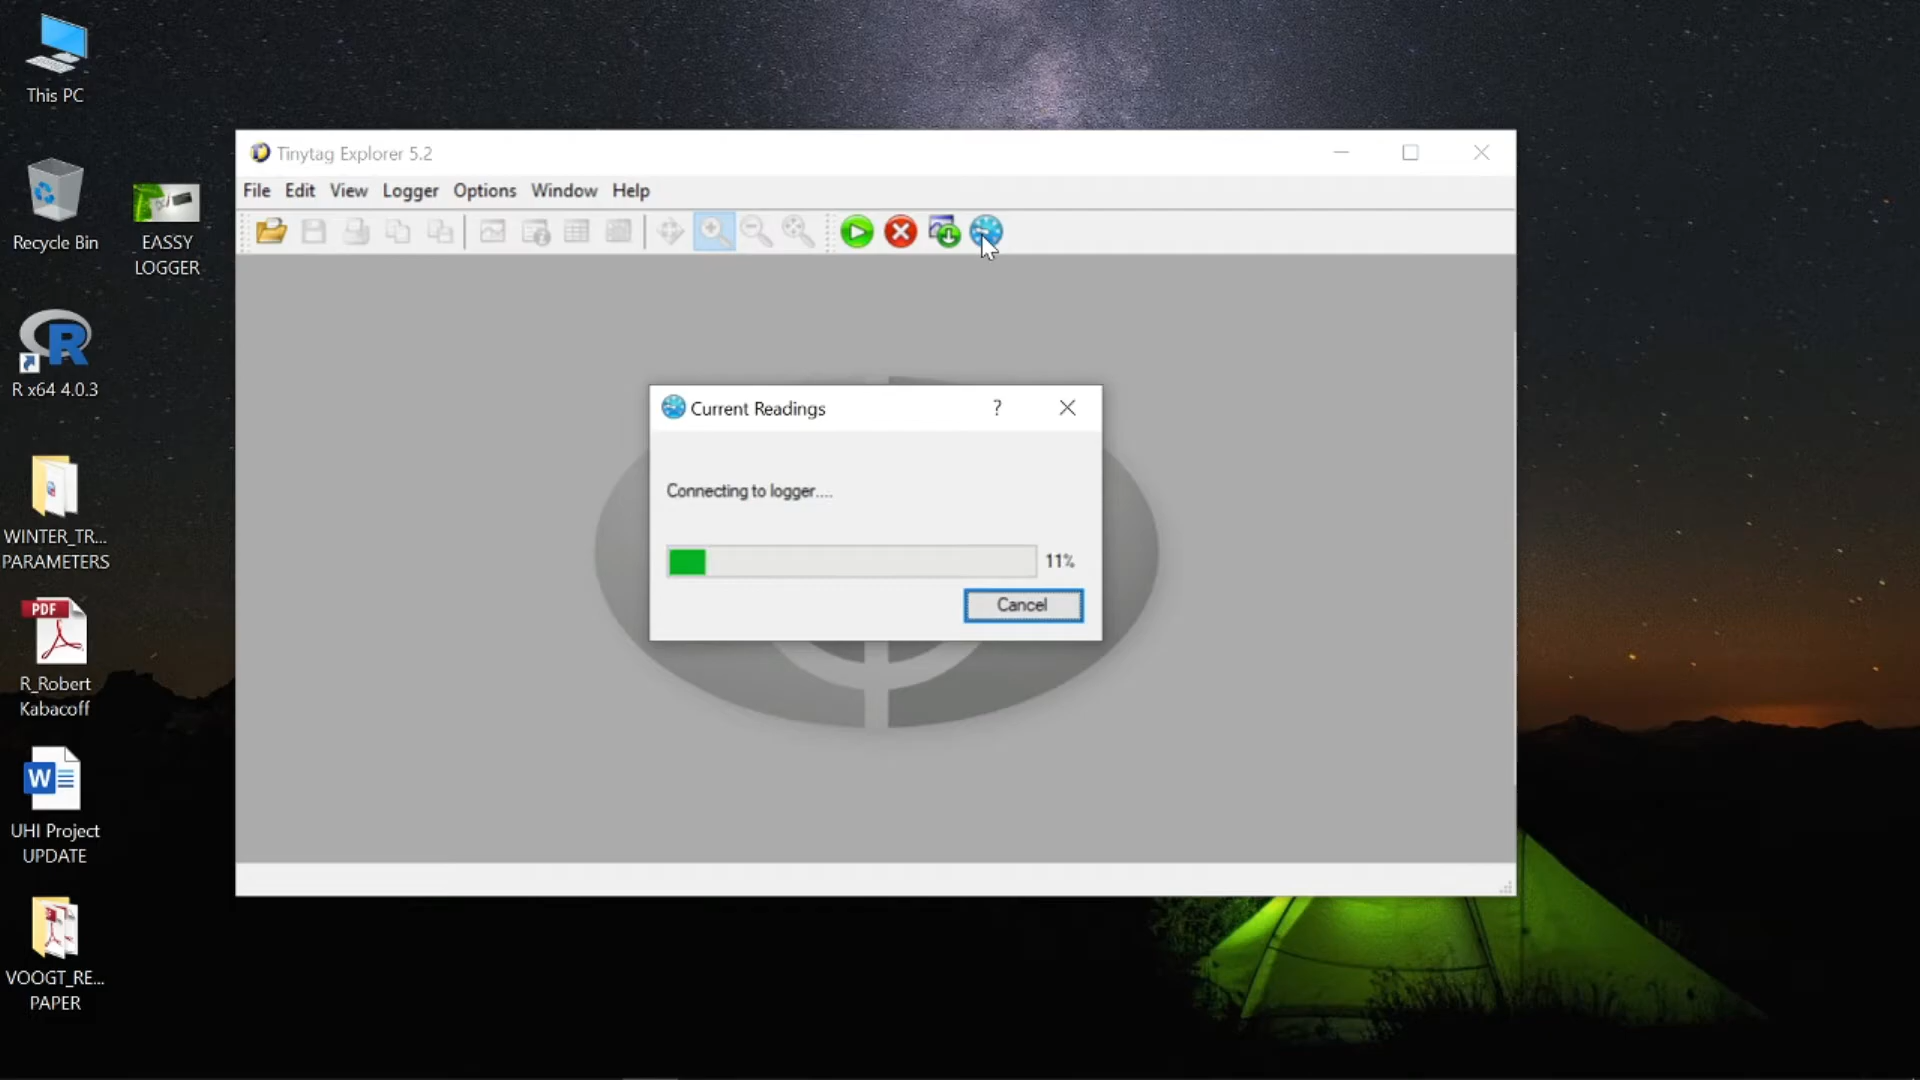 This PC
Recycle Bin
EASSY
LOGGER
R x64 4.0.3
WINTER_TR...
PARAMETERS
PDF
R_Robert
Kabacoff
W
UHI Project
UPDATE
VOOGT_RE...
PAPER
Tinytag Explorer 5.2
File Edit View Logger Options Window Help
Current Readings
?
Connecting to logger....
11%
Cancel